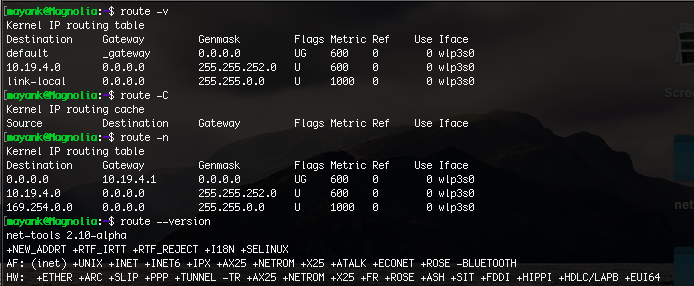 [mayank@Magnolia:~$ route -v
Kernel IP routing table
Destination Gateway Genmask Flags Metric Ref Use Iface
default _gateway 0.0.0.0 UG 600 0 0 wlp3s0
10.19.4.0 0.0.0.0 255.255.252.0 U 600 0 0 wlp3s0
link-local 0.0.0.0 255.255.0.0 U 1000 0 0 wlp3s0
[mayank@Magnolia:~$ route -C
Kernel IP routing cache
Source Destination Gateway Flags Metric Ref Use Iface
[mayank@Magnolia:~$ route -n
Kernel IP routing table
Destination Gateway Genmask Flags Metric Ref Use Iface
0.0.0.0 10.19.4.1 0.0.0.0 UG 600 0 0 wlp3s0
10.19.4.0 0.0.0.0 255.255.252.0 U 600 0 0 wlp3s0
169.254.0.0 0.0.0.0 255.255.0.0 U 1000 0 0 wlp3s0
[mayank@Magnolia:~$ route --version
net-tools 2.10-alpha
+NEW_ADDRT +RTF_IRTT +RTF_REJECT +I18N +SELINUX
AF: (inet) +UNIX +INET +INET6 +IPX +AX25 +NETROM +X25 +ATALK +ECONET +ROSE -BLUETOOTH
HW: +ETHER +ARC +SLIP +PPP +TUNNEL -TR +AX25 +NETROM +X25 +FR +ROSE +ASH +SIT +FDDI +HIPPI +HDLC/LAPB +EUI64
Scree
net